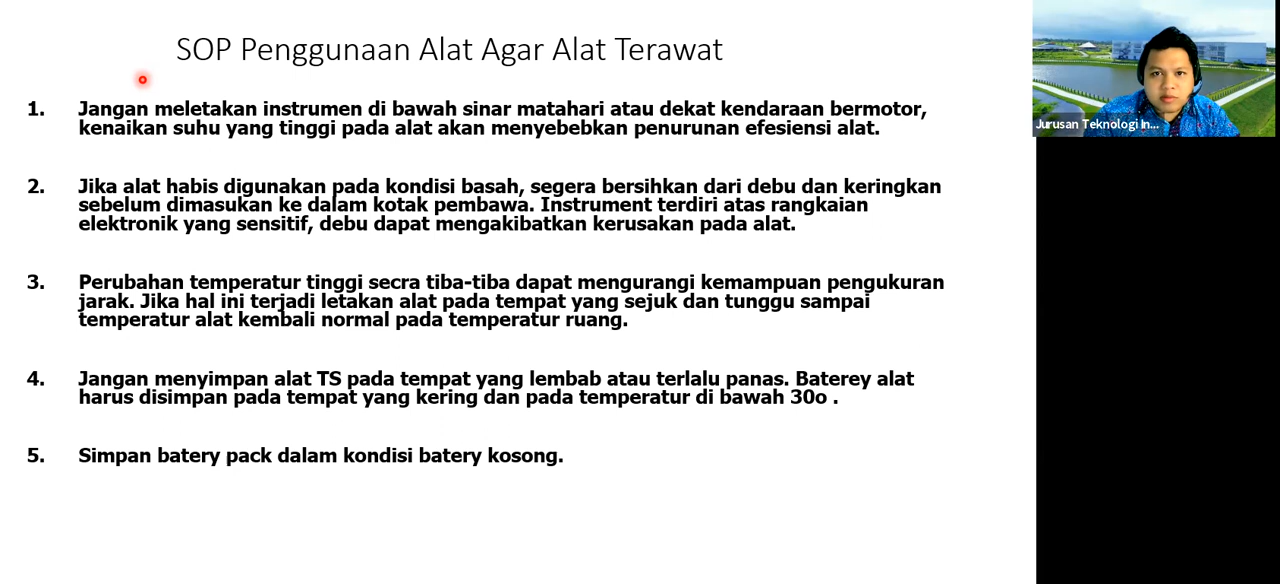 SOP Penggunaan Alat Agar Alat Terawat
1. Jangan meletakan instrumen di bawah sinar matahari atau dekat kendaraan bermotor,
kenaikan suhu yang tinggi pada alat akan menyebebkan penurunan efesiensi alat.
2. Jika alat habis digunakan pada kondisi basah, segera bersihkan dari debu dan keringkan
sebelum dimasukan ke dalam kotak pembawa. Instrument terdiri atas rangkaian
elektronik yang sensitif, debu dapat mengakibatkan kerusakan pada alat.
3. Perubahan temperatur tinggi secra tiba-tiba dapat mengurangi kemampuan pengukuran
jarak. Jika hal ini terjadi letakan alat pada tempat yang sejuk dan tunggu sampai
temperatur alat kembali normal pada temperatur ruang.
4. Jangan menyimpan alat TS pada tempat yang lembab atau terlalu panas. Baterey alat
harus disimpan pada tempat yang kering dan pada temperatur di bawah 30o .
5. Simpan batery pack dalam kondisi batery kosong.
Jurusan Teknologi In...